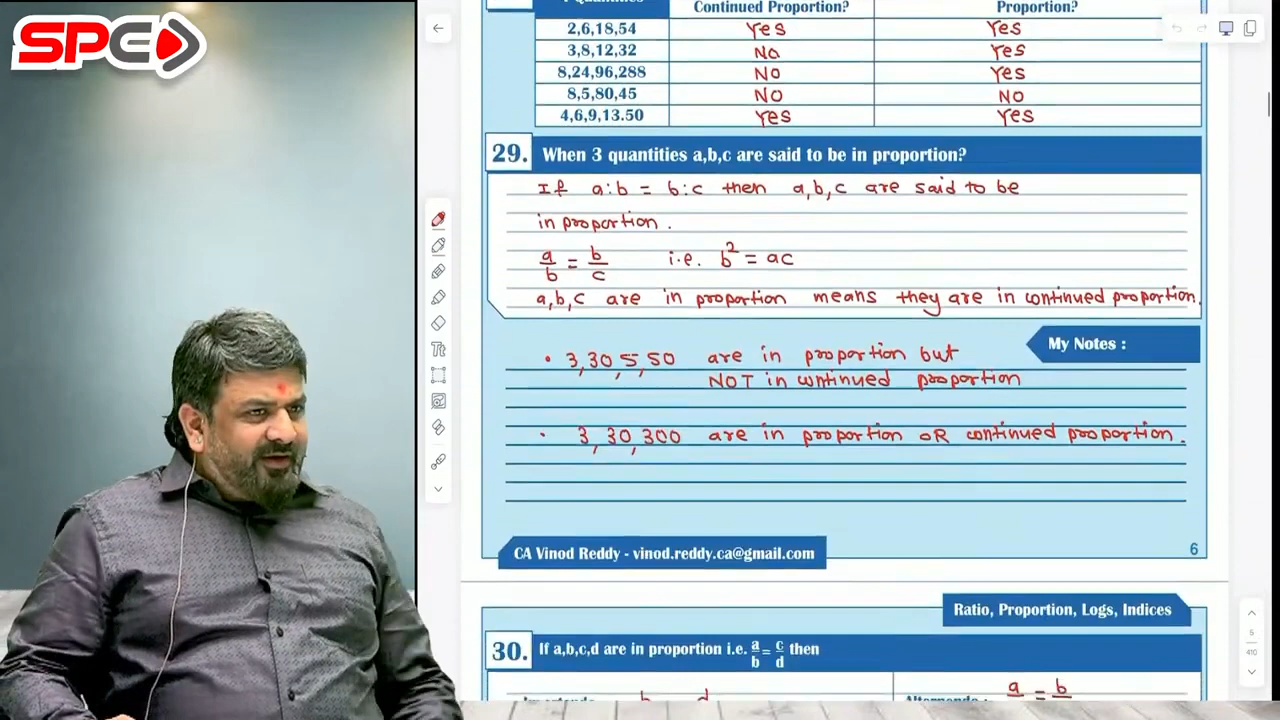 SPC
Quantities
Continued Proportion?
Proportion?
2,6,18,54 Yes Yes
3,8,12,32 No Yes
8,24,96,288 NO Yes
8,5,80,45 NO NO
4,6,9,13.50 Yes Yes
29. When 3 quantities a,b,c are said to be in proportion?
If a:b = b:c then a,b,c are said to be
in proportion.
a/b = b/c i.e. b² = ac
a,b,c are in proportion means they are in continued proportion.
My Notes :
• 3,30,5,50 are in proportion but
NOT in continued proportion
• 3,30,300 are in proportion OR continued proportion.
CA Vinod Reddy - vinod.reddy.ca@gmail.com
6
Ratio, Proportion, Logs, Indices
30. If a,b,c,d are in proportion i.e. a/b = c/d then
b d
a = b
Tt
5
410